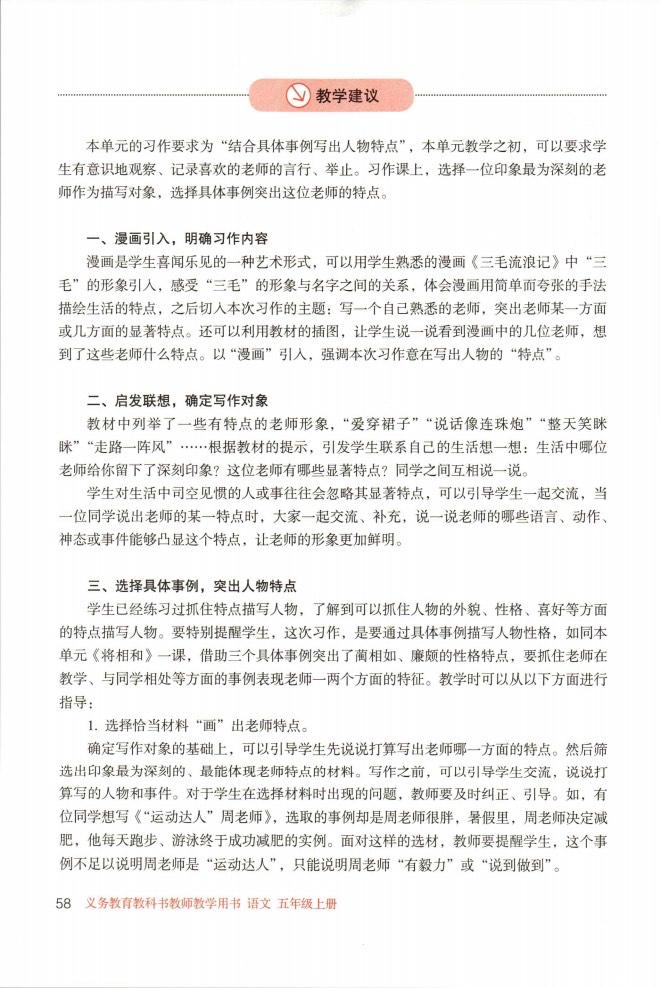 教学建议
本单元的习作要求为“结合具体事例写出人物特点”，本单元教学之初，可以要求学
生有意识地观察、记录喜欢的老师的言行、举止。习作课上，选择一位印象最为深刻的老
师作为描写对象，选择具体事例突出这位老师的特点。
一、漫画引入，明确习作内容
漫画是学生喜闻乐见的一种艺术形式，可以用学生熟悉的漫画《三毛流浪记》中“三
毛”的形象引入，感受“三毛”的形象与名字之间的关系，体会漫画用简单而夸张的手法
描绘生活的特点，之后切入本次习作的主题：写一个自己熟悉的老师，突出老师某一方面
或几方面的显著特点。还可以利用教材的插图，让学生说一说看到漫画中的几位老师，想
到了这些老师什么特点。以“漫画”引入，强调本次习作意在写出人物的“特点”。
二、启发联想，确定写作对象
教材中列举了一些有特点的老师形象，“爱穿裙子”“说话像连珠炮”“整天笑眯
眯”“走路一阵风”……根据教材的提示，引发学生联系自己的生活想一想：生活中哪位
老师给你留下了深刻印象？这位老师有哪些显著特点？同学之间互相说一说。
学生对生活中司空见惯的人或事往往会忽略其显著特点，可以引导学生一起交流，当
一位同学说出老师的某一特点时，大家一起交流、补充，说一说老师的哪些语言、动作、
神态或事件能够凸显这个特点，让老师的形象更加鲜明。
三、选择具体事例，突出人物特点
学生已经练习过抓住特点描写人物，了解到可以抓住人物的外貌、性格、喜好等方面
的特点描写人物。要特别提醒学生，这次习作，是要通过具体事例描写人物性格，如同本
单元《将相和》一课，借助三个具体事例突出了蔺相如、廉颇的性格特点，要抓住老师在
教学、与同学相处等方面的事例表现老师一两个方面的特征。教学时可以从以下方面进行
指导：
1. 选择恰当材料“画”出老师特点。
确定写作对象的基础上，可以引导学生先说说打算写出老师哪一方面的特点。然后筛
选出印象最为深刻的、最能体现老师特点的材料。写作之前，可以引导学生交流，说说打
算写的人物和事件。对于学生在选择材料时出现的问题，教师要及时纠正、引导。如，有
位同学想写《“运动达人”周老师》，选取的事例却是周老师很胖，暑假里，周老师决定减
肥，他每天跑步、游泳终于成功减肥的实例。面对这样的选材，教师要提醒学生，这个事
例不足以说明周老师是“运动达人”，只能说明周老师“有毅力”或“说到做到”。
58 义务教育教科书教师教学用书 语文 五年级上册